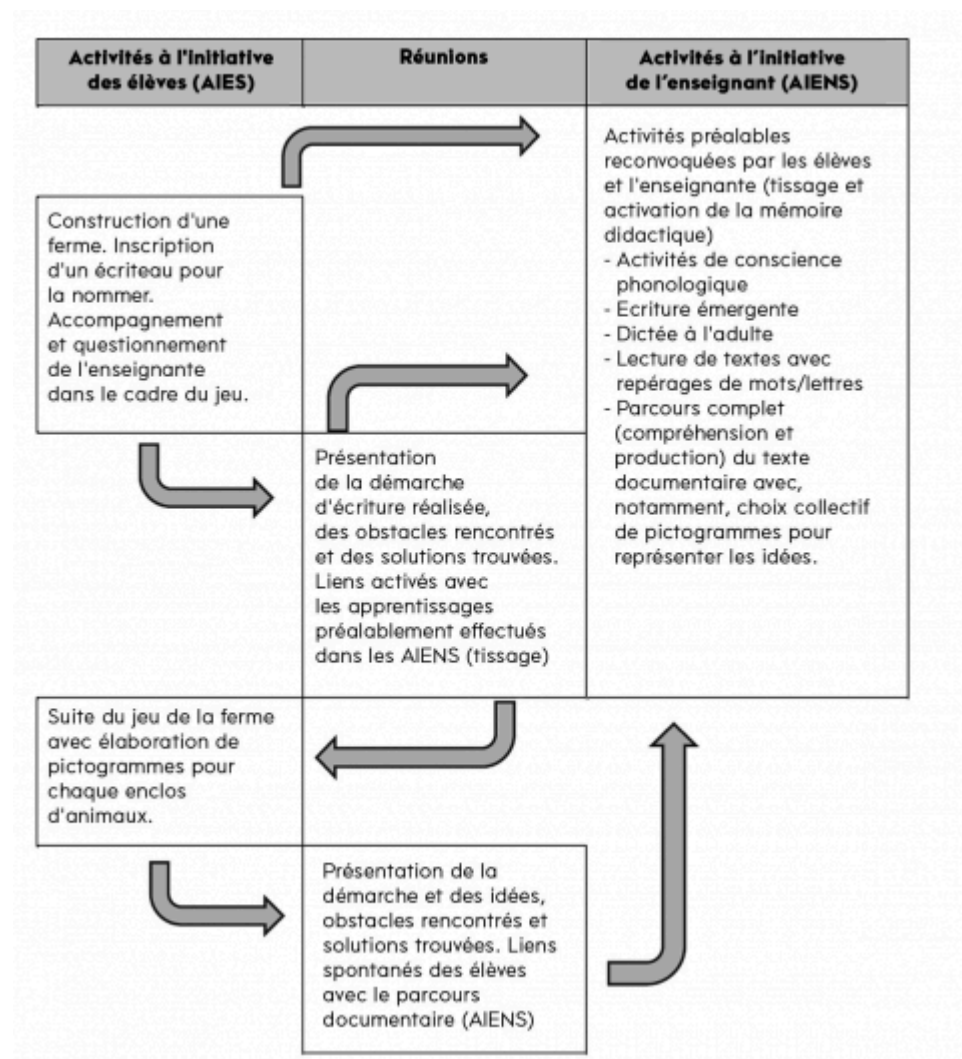 Activités à l'initiative
des élèves (AIES)
Réunions
Activités à l'initiative
de l'enseignant (AIENS)
Construction d'une
ferme. Inscription
d'un écriteau pour
la nommer.
Accompagnement
et questionnement
de l'enseignante
dans le cadre du jeu.
Activités préalables
reconvoquées par les élèves
et l'enseignante (tissage et
activation de la mémoire
didactique)
- Activités de conscience
phonologique
- Ecriture émergente
- Dictée à l'adulte
- Lecture de textes avec
repérages de mots/lettres
- Parcours complet
(compréhension et
production) du texte
documentaire avec,
notamment, choix collectif
de pictogrammes pour
représenter les idées.
Présentation
de la démarche
d'écriture réalisée,
des obstacles rencontrés
et des solutions trouvées.
Liens activés avec
les apprentissages
préalablement effectués
dans les AIENS (tissage)
Suite du jeu de la ferme
avec élaboration de
pictogrammes pour
chaque enclos
d'animaux.
Présentation de la
démarche et des idées,
obstacles rencontrés et
solutions trouvées. Liens
spontanés des élèves
avec le parcours
documentaire (AIENS)